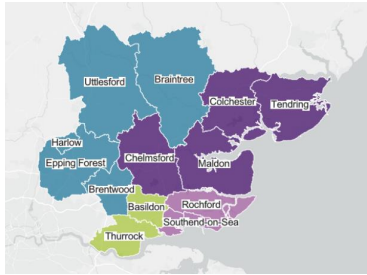 Uttlesford
Braintree
Colchester
Tendring
Harlow
Epping Forest
Chelmsford
Maldon
Brentwood
Basildon
Rochford
Southend-on-Sea
Thurrock